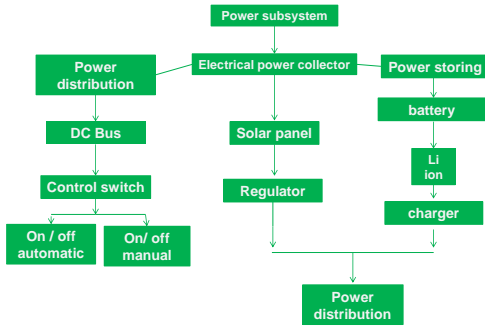 Power subsystem
Power
distribution
Electrical power collector
Power storing
DC Bus
Solar panel
battery
Control switch
Regulator
Li
ion
On / off
automatic
On/ off
manual
charger
Power
distribution